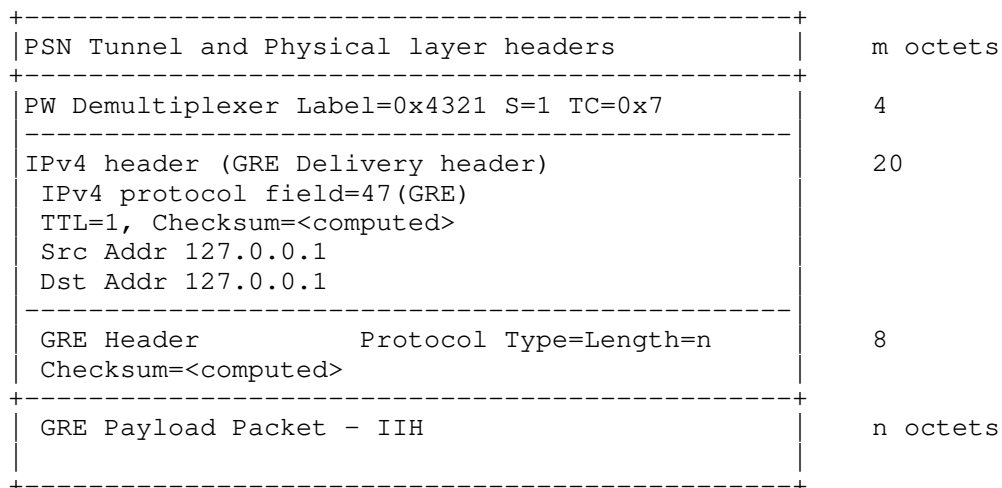 PSN Tunnel and Physical layer headers m octets
PW Demultiplexer Label=0x4321 S=1 TC=0x7 4
IPv4 header (GRE Delivery header) 20
IPv4 protocol field=47(GRE)
TTL=1, Checksum=<computed>
Src Addr 127.0.0.1
Dst Addr 127.0.0.1
GRE Header Protocol Type=Length=n 8
Checksum=<computed>
GRE Payload Packet - IIH n octets